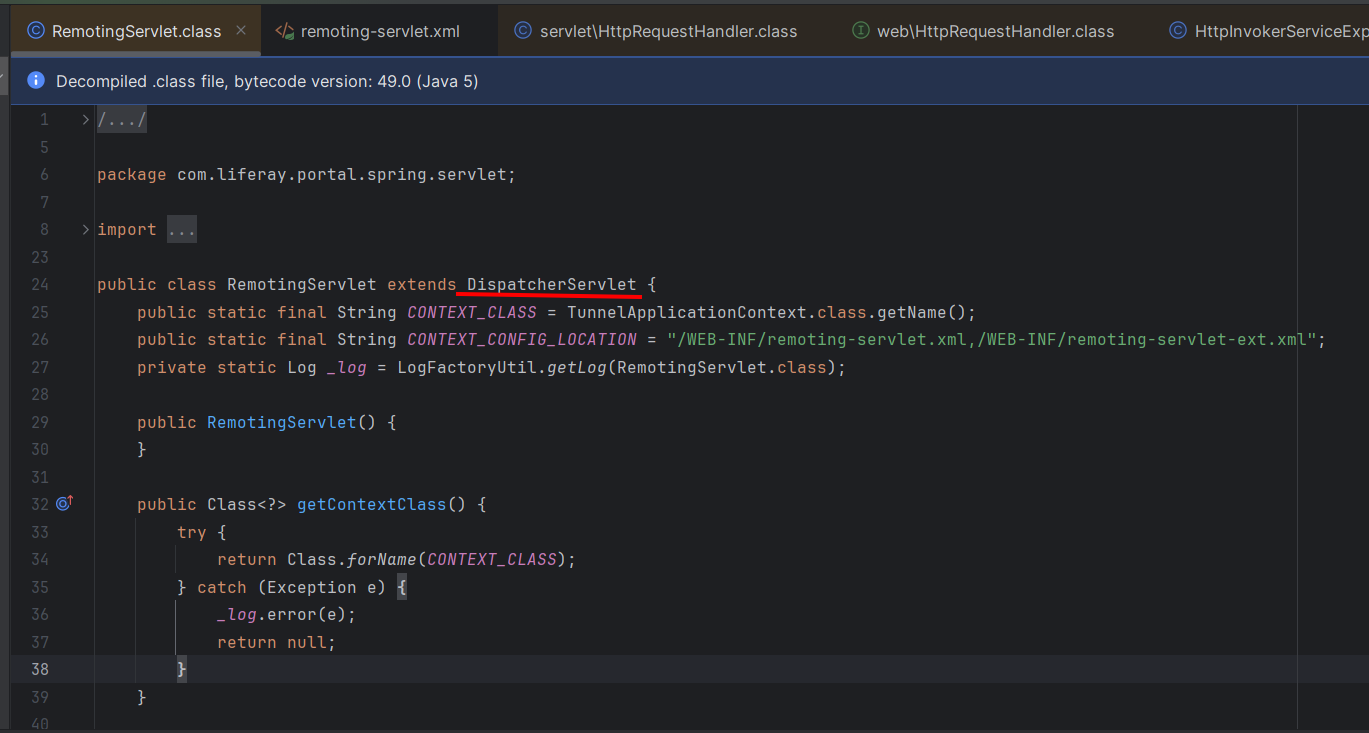 RemotingServlet.class × remoting-servlet.xml servlet\HttpRequestHandler.class web\HttpRequestHandler.class HttpInvokerServiceExp
Decompiled .class file, bytecode version: 49.0 (Java 5)
1 /.../
5
6 package com.liferay.portal.spring.servlet;
7
8 import ...
23
24 public class RemotingServlet extends DispatcherServlet {
25 public static final String CONTEXT_CLASS = TunnelApplicationContext.class.getName();
26 public static final String CONTEXT_CONFIG_LOCATION = "/WEB-INF/remoting-servlet.xml,/WEB-INF/remoting-servlet-ext.xml";
27 private static Log _log = LogFactoryUtil.getLog(RemotingServlet.class);
28
29 public RemotingServlet() {
30 }
31
32 public Class<?> getContextClass() {
33 try {
34 return Class.forName(CONTEXT_CLASS);
35 } catch (Exception e) {
36 _log.error(e);
37 return null;
38 }
39 }
40